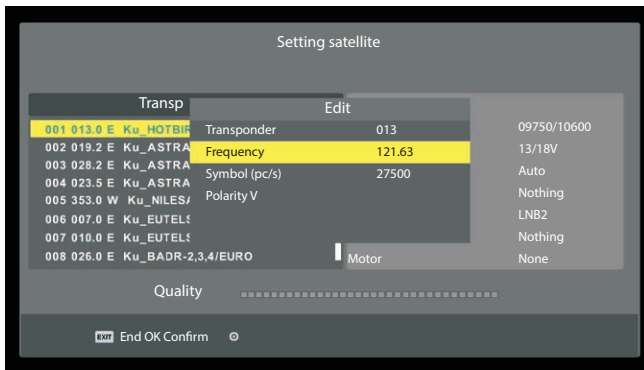 Setting satellite
Transp
Edit
001 013.0 E Ku_HOTBIR
002 019.2 E Ku_ASTRA
003 028.2 E Ku_ASTRA
004 023.5 E Ku_ASTRA
005 353.0 W Ku_NILESA
006 007.0 E Ku_EUTELS
007 010.0 E Ku_EUTELS
008 026.0 E Ku_BADR-2,3,4/EURO
Transponder 013
Frequency 121.63
Symbol (pc/s) 27500
Polarity V
09750/10600
13/18V
Auto
Nothing
LNB2
Nothing
Motor None
Quality
EXIT End OK Confirm